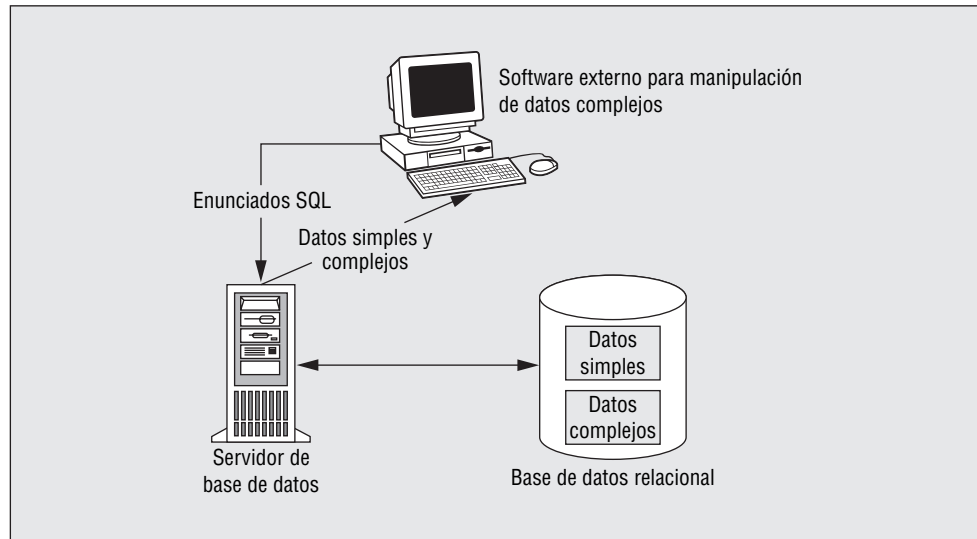 Software externo para manipulación
de datos complejos
Enunciados SQL
Datos simples y
complejos
Datos
simples
Datos
complejos
Servidor de
base de datos
Base de datos relacional